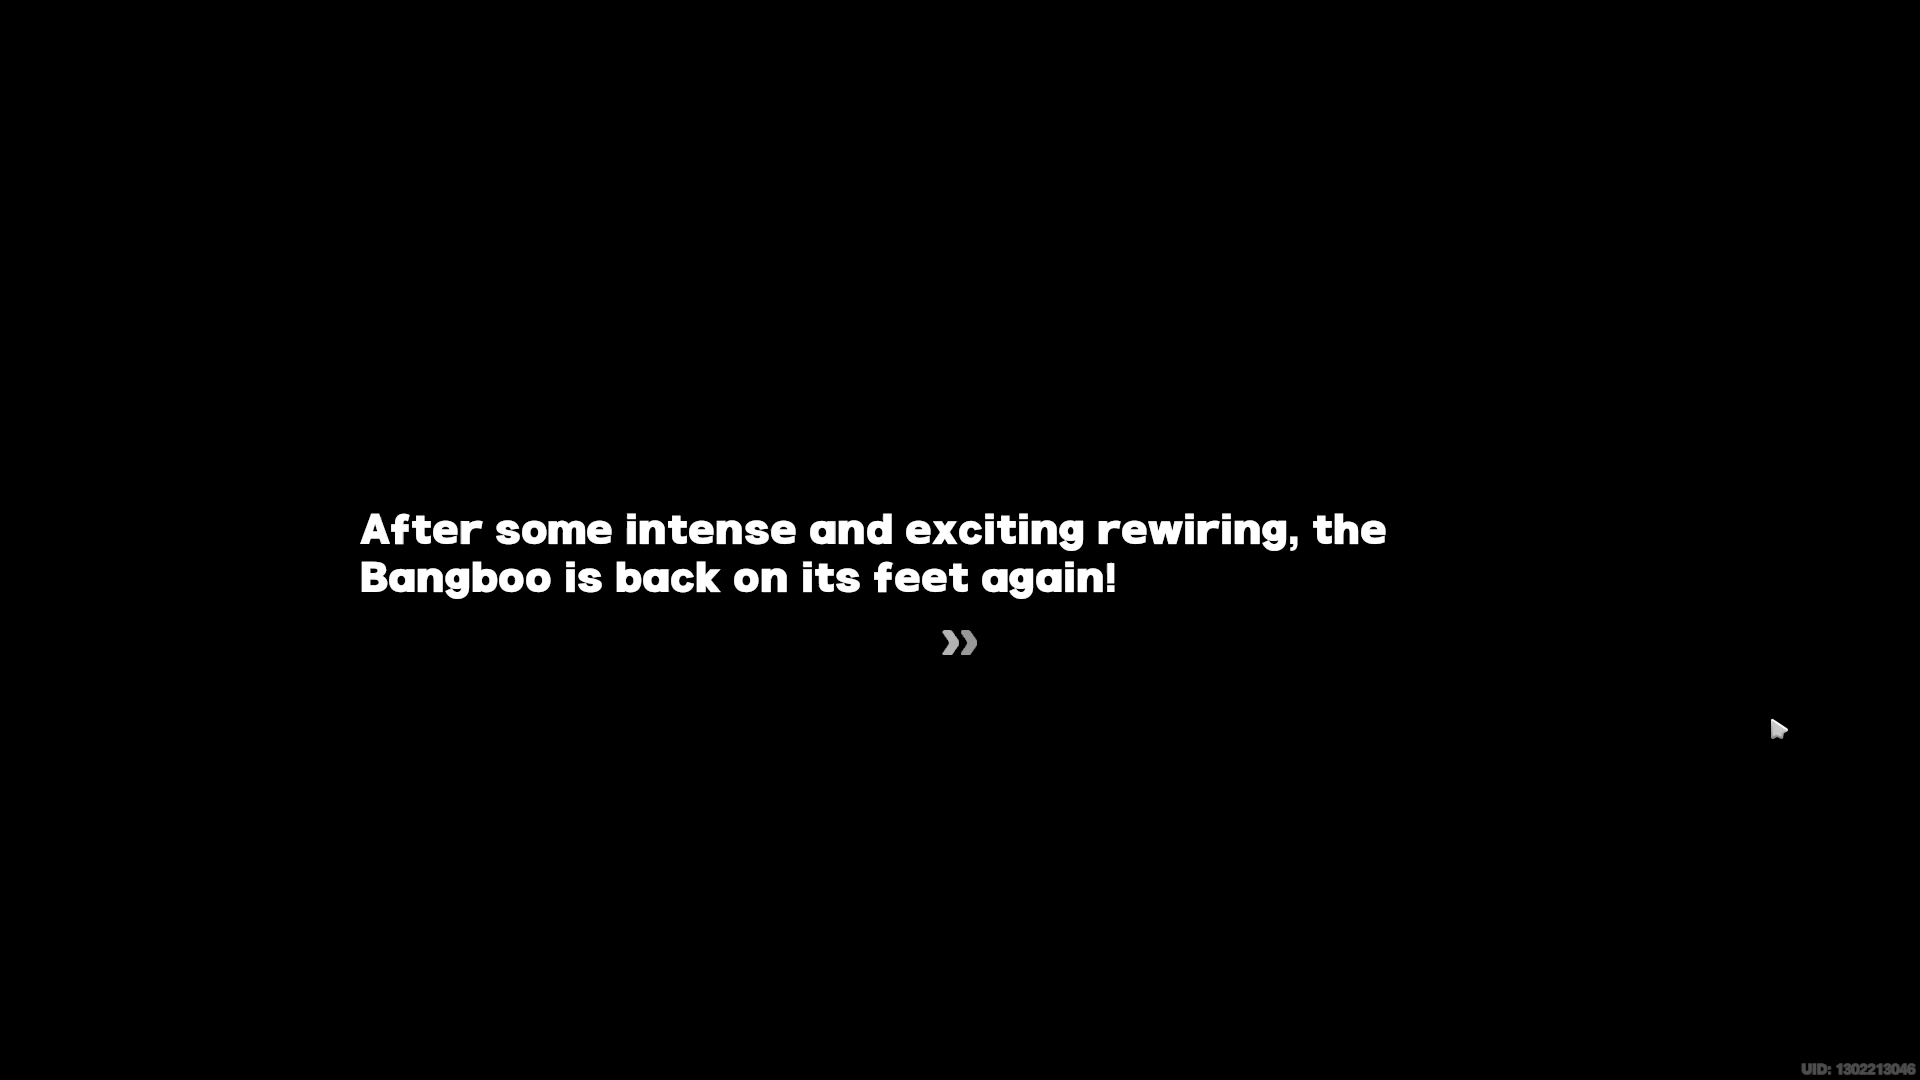 After some intense and exciting rewiring, the
Bangboo is back on its feet again!
UID: 1302213046